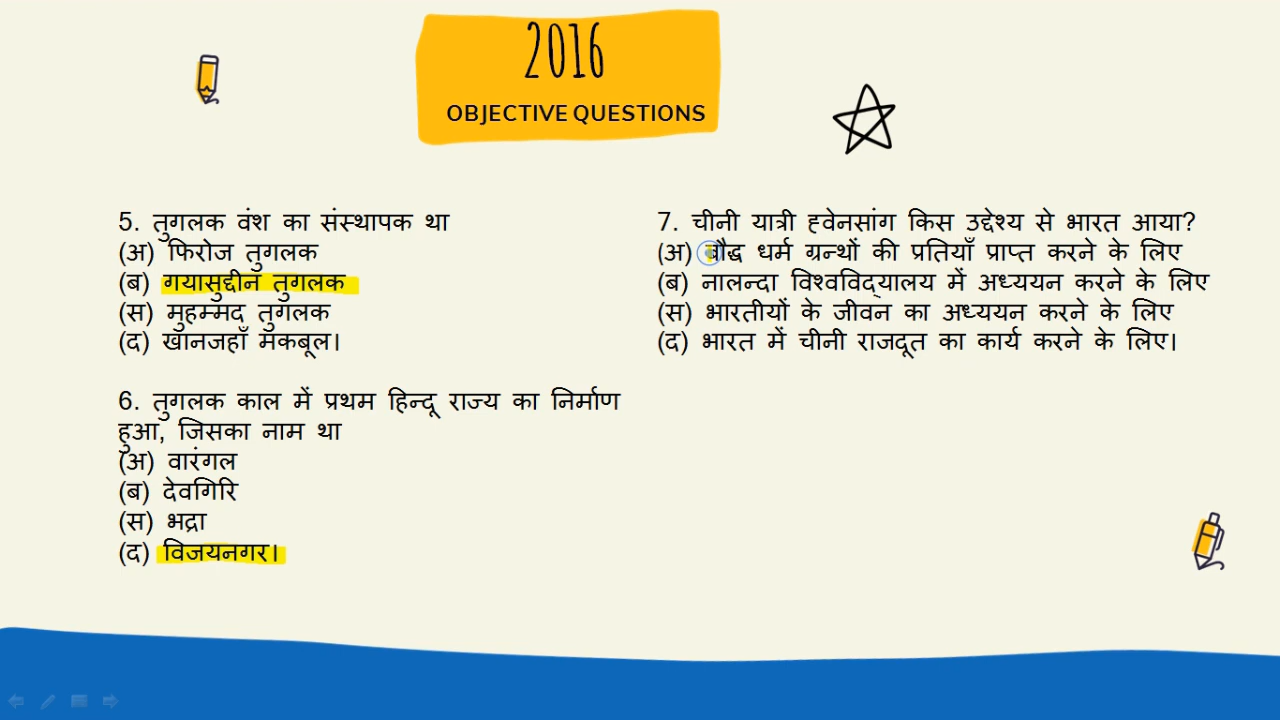 2016
OBJECTIVE QUESTIONS
5. तुगलक वंश का संस्थापक था
(अ) फिरोज तुगलक
(ब) गयासुद्दीन तुगलक
(स) मुहम्मद तुगलक
(द) खानजहाँ मकबूल।
6. तुगलक काल में प्रथम हिन्दू राज्य का निर्माण
हुआ, जिसका नाम था
(अ) वारंगल
(ब) देवगिरि
(स) भद्रा
(द) विजयनगर।
7. चीनी यात्री ह्वेनसांग किस उद्देश्य से भारत आया?
(अ) बौद्ध धर्म ग्रन्थों की प्रतियाँ प्राप्त करने के लिए
(ब) नालन्दा विश्वविद्यालय में अध्ययन करने के लिए
(स) भारतीयों के जीवन का अध्ययन करने के लिए
(द) भारत में चीनी राजदूत का कार्य करने के लिए।